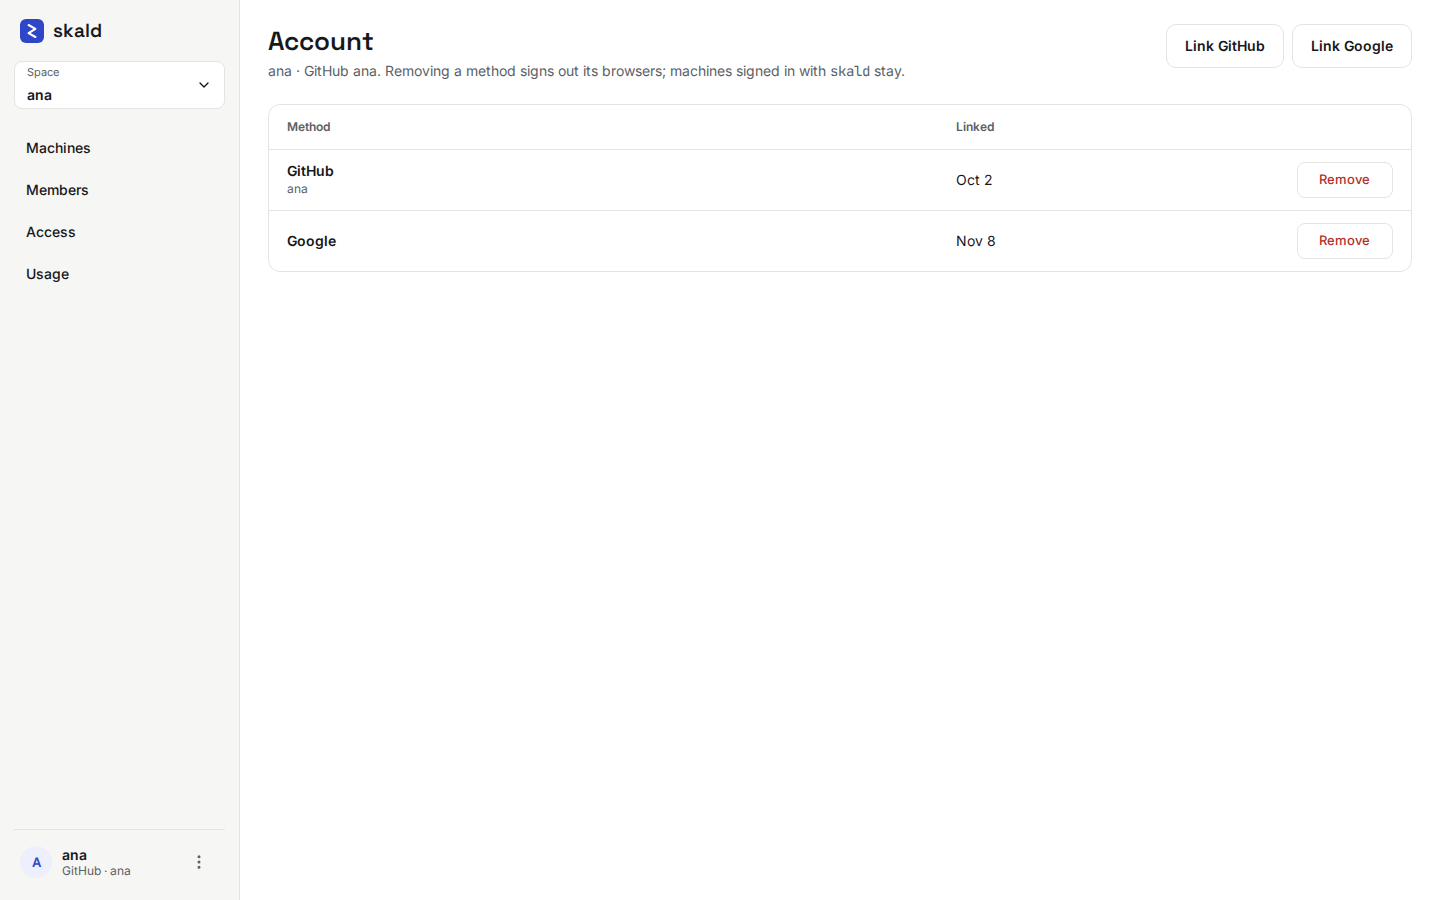 skald
Space
ana
Machines
Members
Access
Usage
A
ana
GitHub · ana
Account
ana · GitHub ana. Removing a method signs out its browsers; machines signed in with skald stay.
Link GitHub
Link Google
Method
Linked
GitHub
ana
Oct 2
Remove
Google
Nov 8
Remove